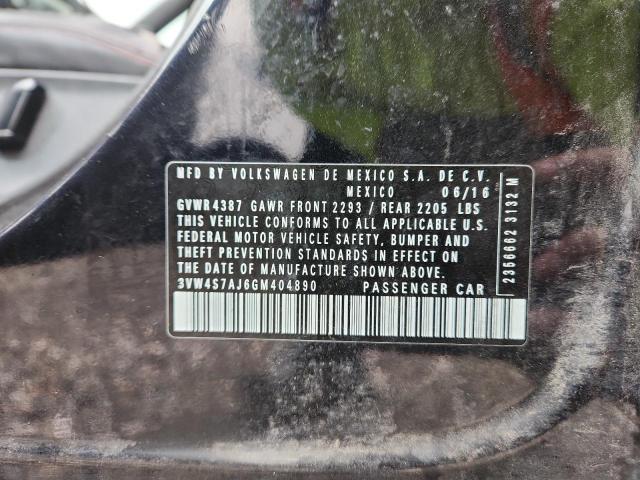 MFD BY VOLKSWAGEN DE MEXICO S.A. DE C.V.
MEXICO 06/16
GVWR 4387 GAWR FRONT 2293 / REAR 2205 LBS
THIS VEHICLE CONFORMS TO ALL APPLICABLE U.S.
FEDERAL MOTOR VEHICLE SAFETY, BUMPER AND
THEFT PREVENTION STANDARDS IN EFFECT ON
THE DATE OF MANUFACTURE SHOWN ABOVE.
3VW4S7AJ6GM404890 PASSENGER CAR
2356662 3132 M